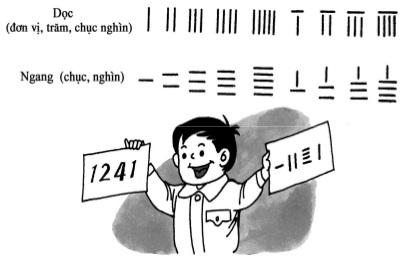 Dọc
(đơn vị, trăm, chục nghìn)
Ngang (chục, nghìn)
1241